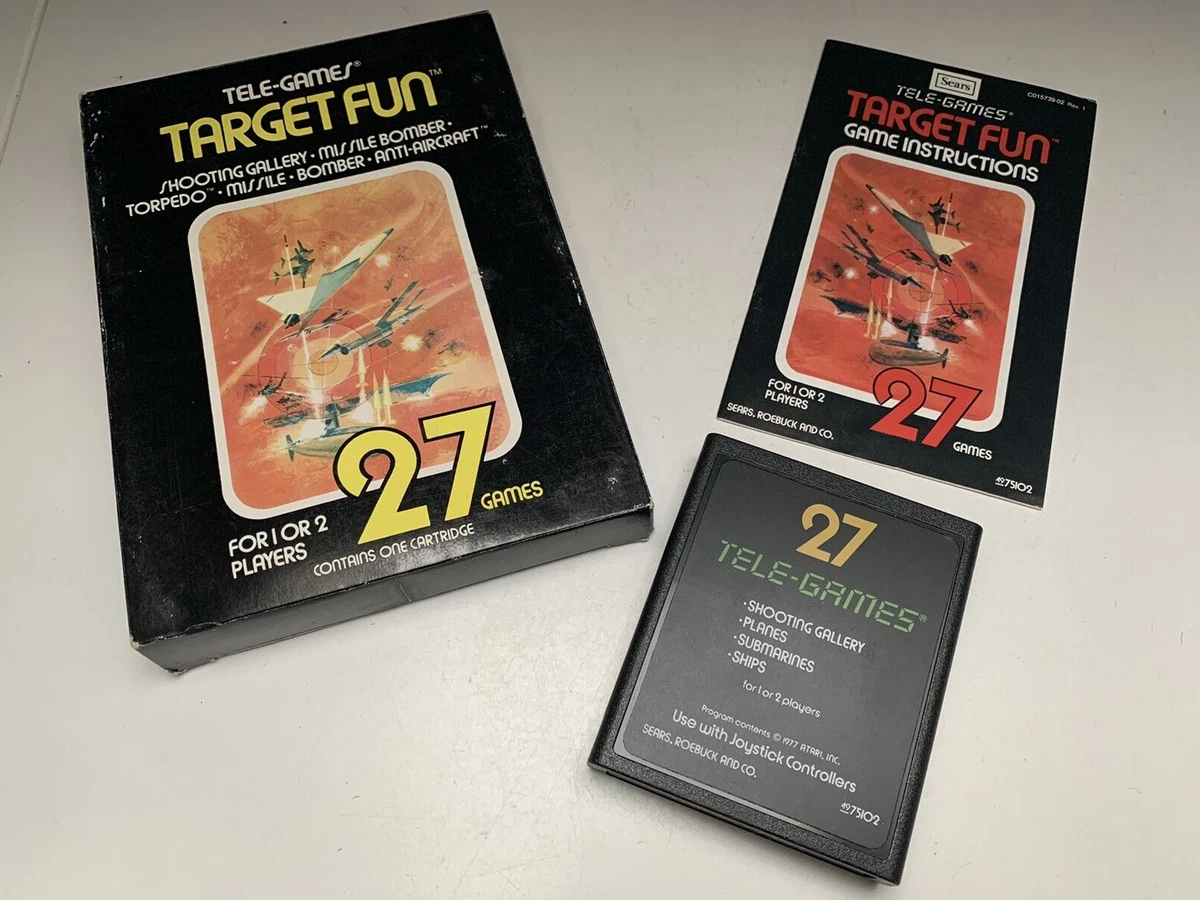 TELE-GAMES®
TARGET FUN™
SHOOTING GALLERY • MISSILE BOMBER •
TORPEDO™ • MISSILE • BOMBER • ANTI-AIRCRAFT™
27
GAMES
FOR 1 OR 2
PLAYERS
CONTAINS ONE CARTRIDGE
Sears
C015739-02 Rev. 1
TELE-GAMES®
TARGET FUN™
GAME INSTRUCTIONS
FOR 1 OR 2
PLAYERS
27
GAMES
SEARS, ROEBUCK AND CO.
4975102
27
TELE-GAMES®
•SHOOTING GALLERY
•PLANES
•SUBMARINES
•SHIPS
for 1 or 2 players
Program contents © 1977 ATARI, INC.
Use with Joystick Controllers
SEARS, ROEBUCK AND CO.
4975102